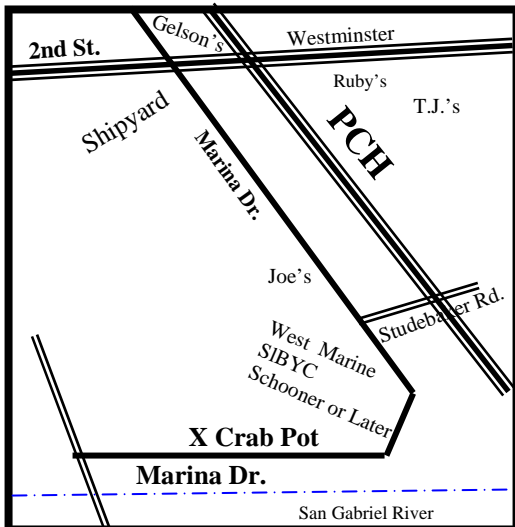 Gelson's
Westminster
2nd St.
Ruby's
T.J.'s
Shipyard
PCH
Marina Dr.
Joe's
Studebaker Rd.
West Marine
SlBYC
Schooner or Later
X Crab Pot
Marina Dr.
San Gabriel River